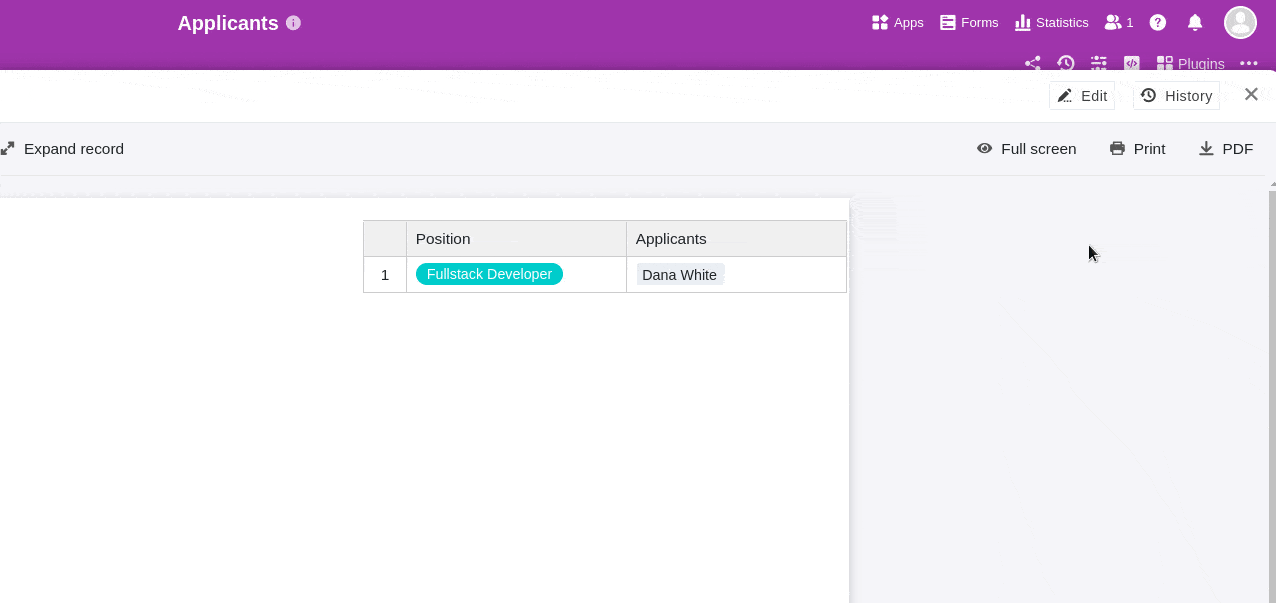 Applicants
Apps Forms Statistics 1
Plugins
Edit History
Expand record Full screen Print PDF
Position Applicants
1 Fullstack Developer Dana White